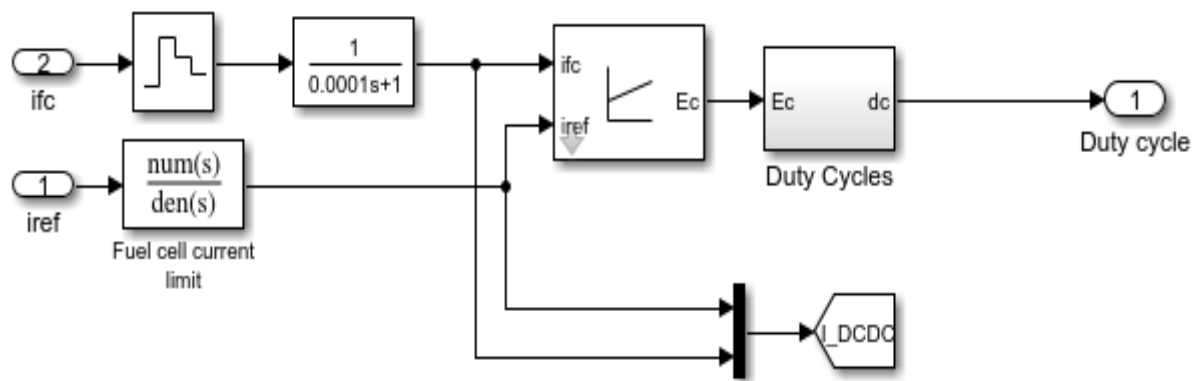 2
ifc
1
0.0001s+1
ifc
iref
Ec
Ec
dc
1
Duty cycle
Duty Cycles
1
iref
num(s)
den(s)
Fuel cell current
limit
I_DCDC